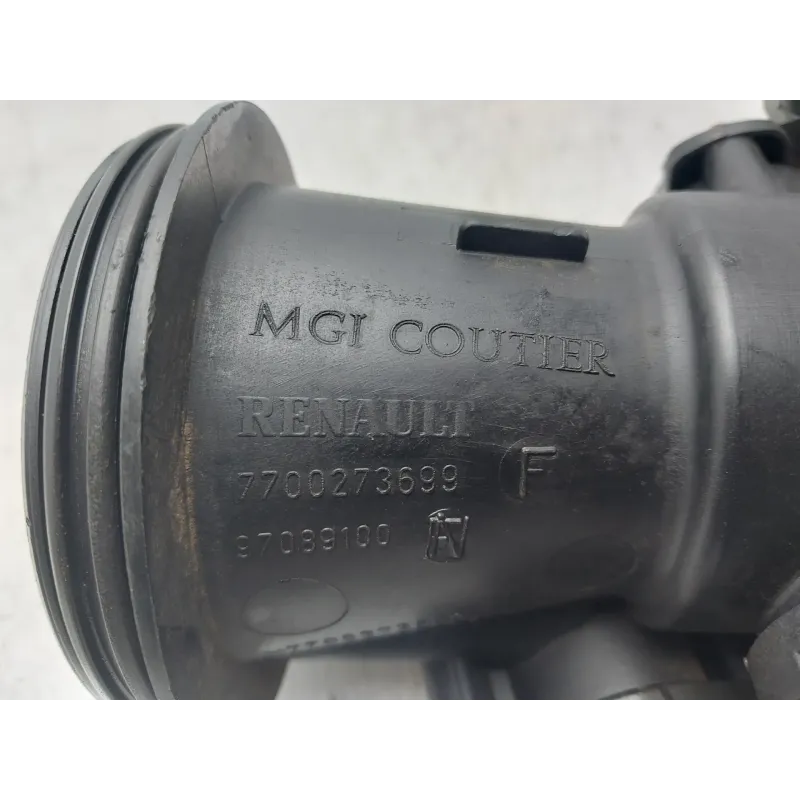 MGI COUTIER
RENAULT
7700273699 F
97089100